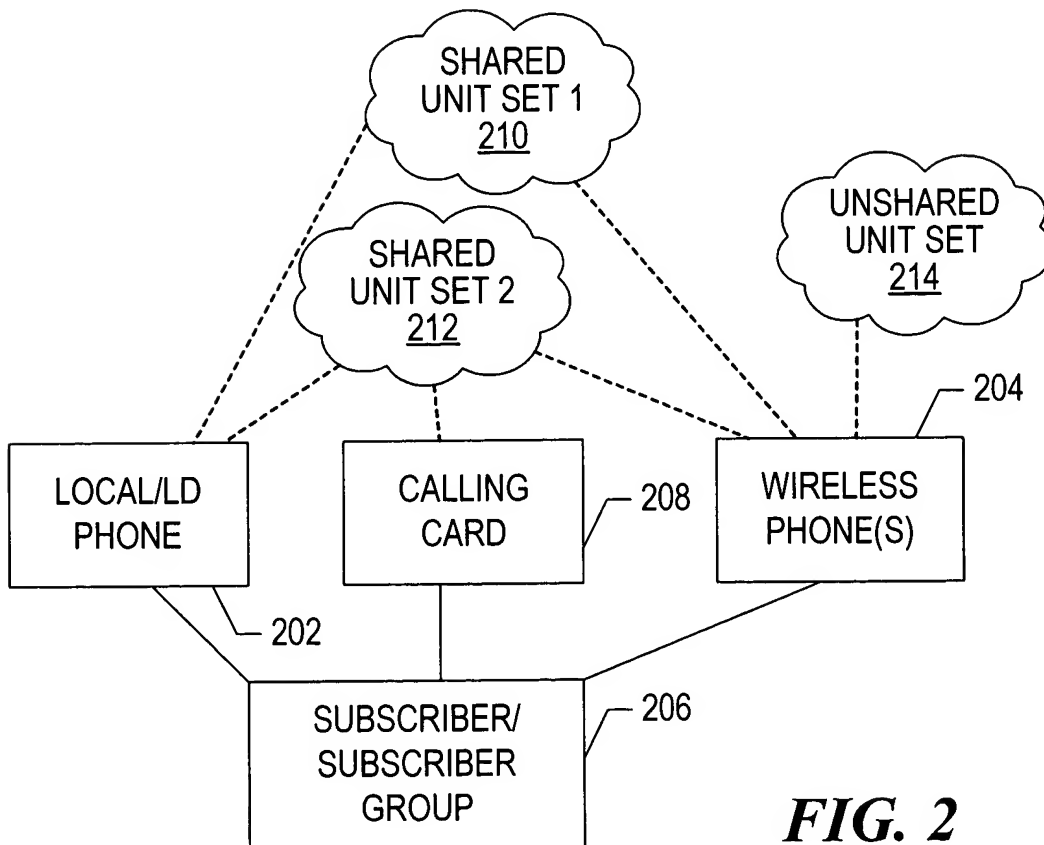 SHARED
UNIT SET 1
210
SHARED
UNIT SET 2
212
UNSHARED
UNIT SET
214
204
LOCAL/LD
PHONE
202
CALLING
CARD
208
WIRELESS
PHONE(S)
SUBSCRIBER/
SUBSCRIBER
GROUP
206
FIG. 2